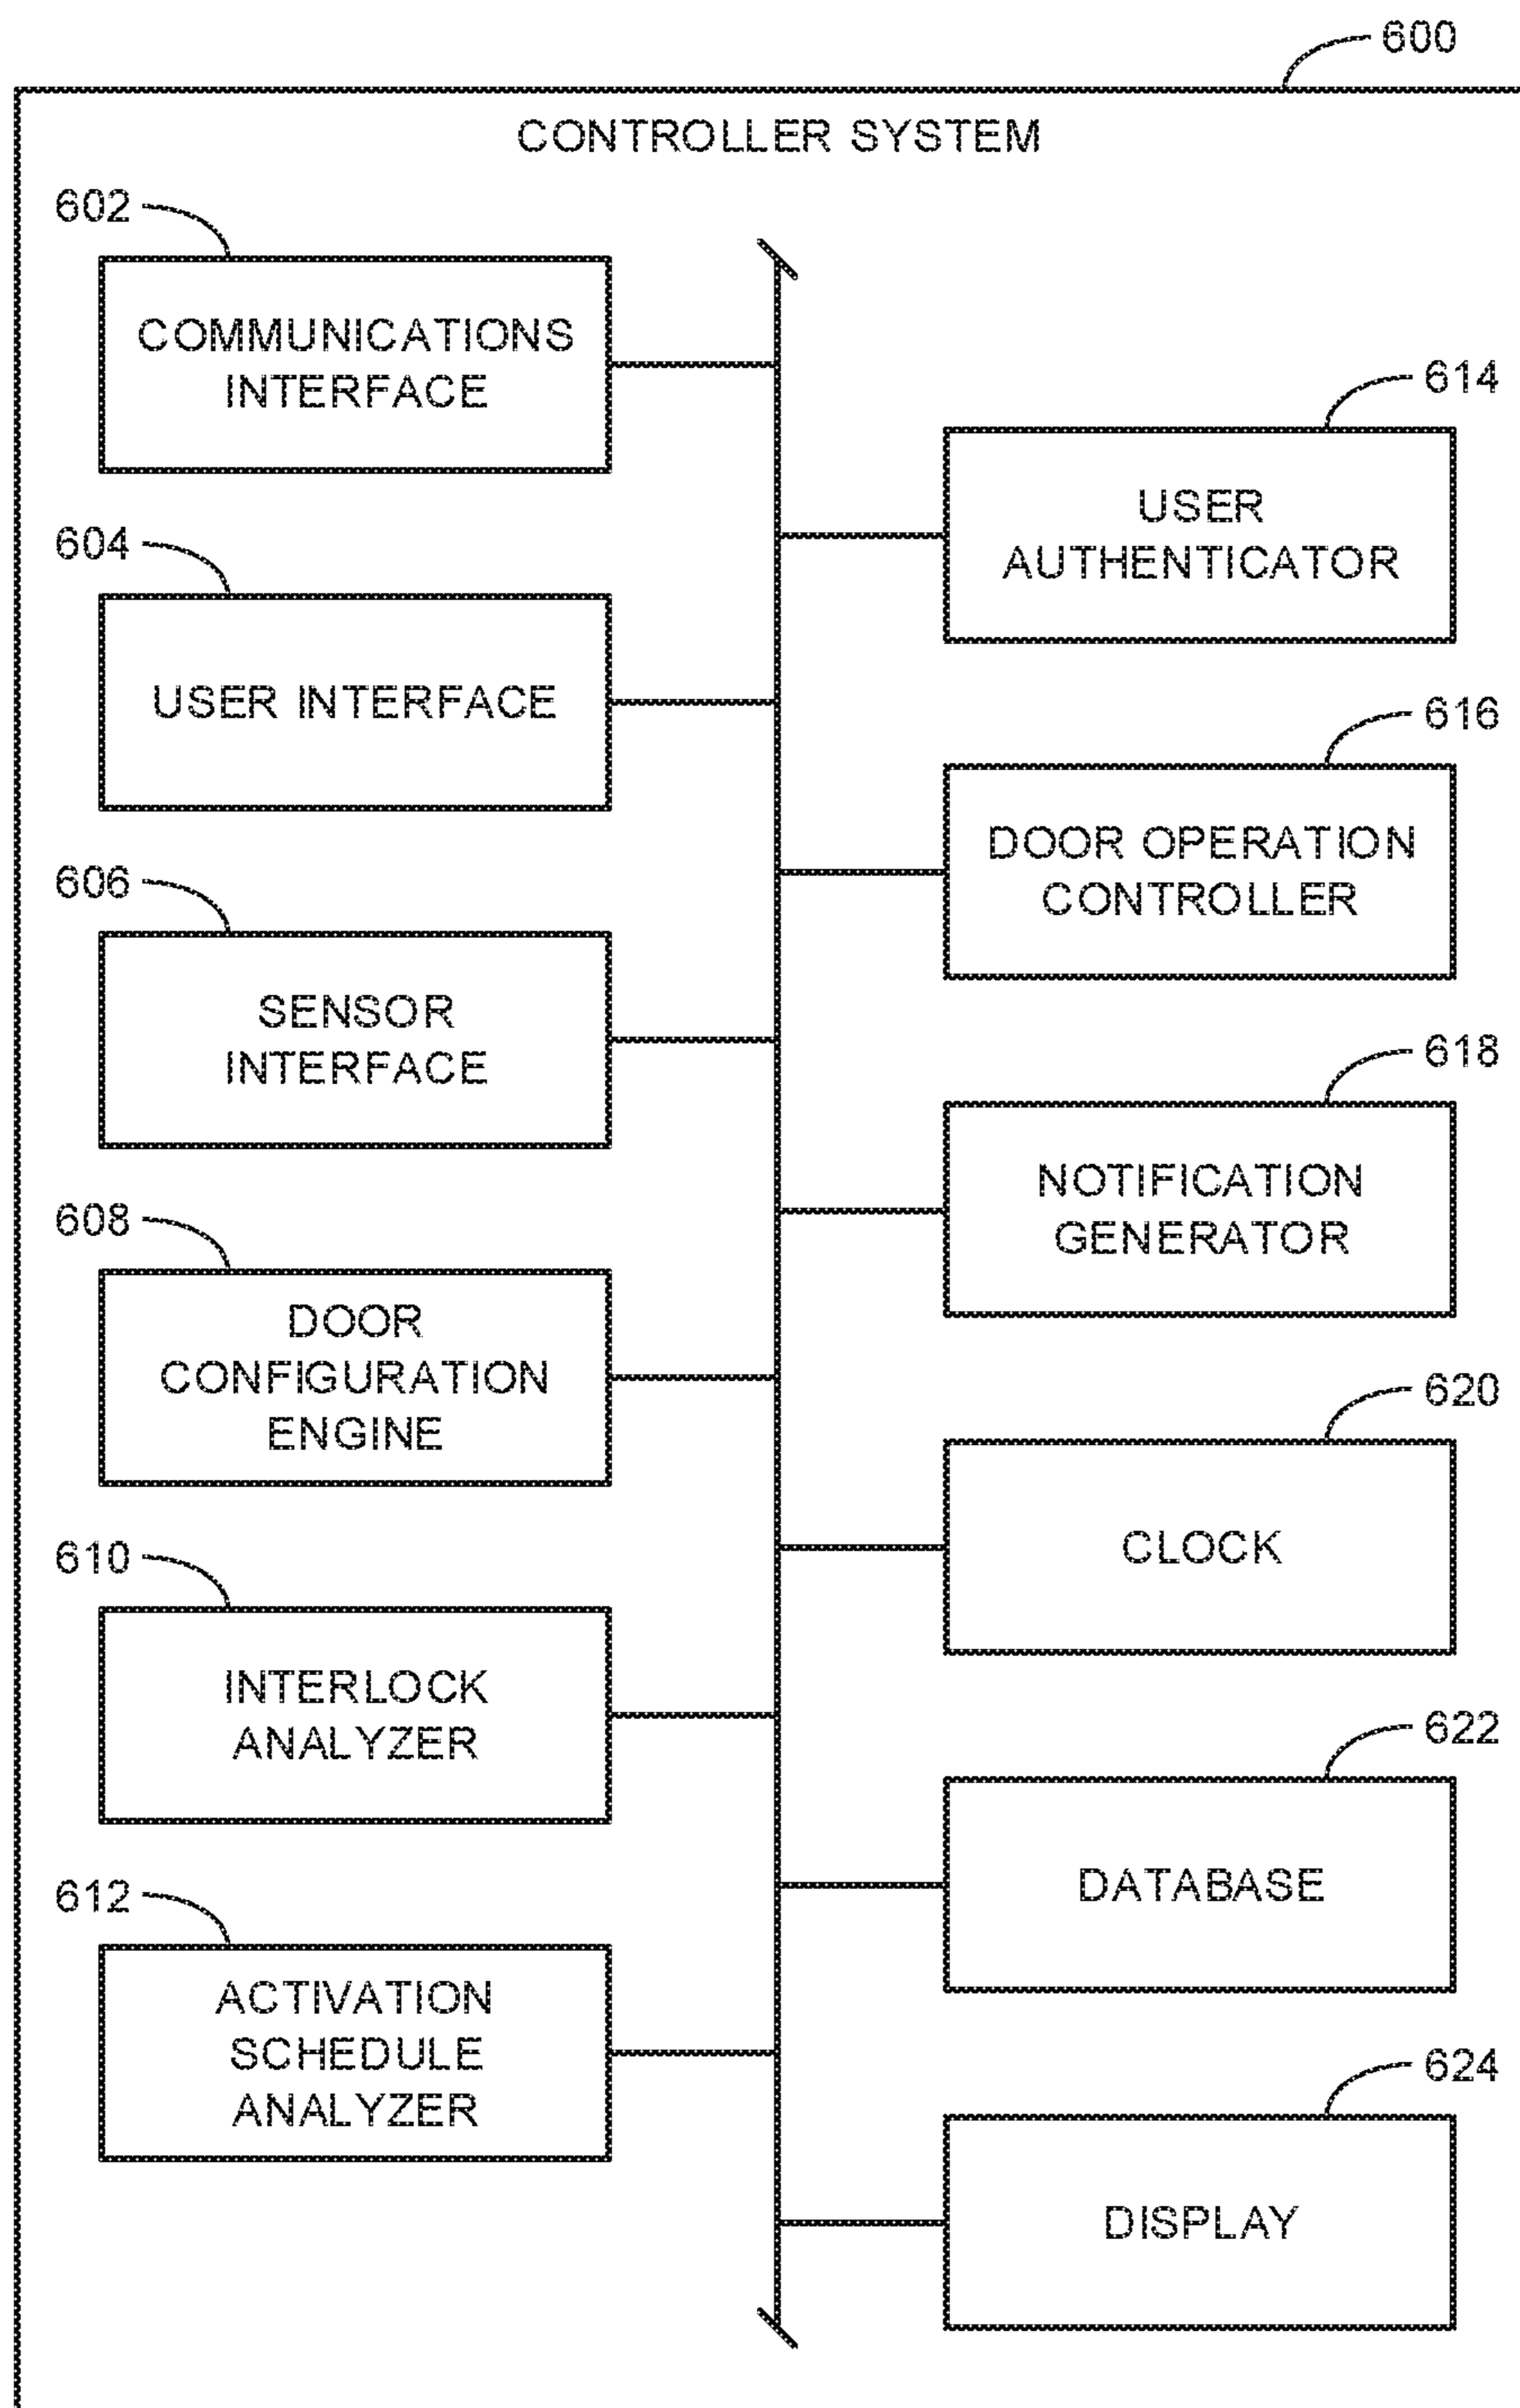 600
CONTROLLER SYSTEM
602
COMMUNICATIONS
INTERFACE
604
USER INTERFACE
606
SENSOR
INTERFACE
608
DOOR
CONFIGURATION
ENGINE
610
INTERLOCK
ANALYZER
612
ACTIVATION
SCHEDULE
ANALYZER
614
USER
AUTHENTICATOR
616
DOOR OPERATION
CONTROLLER
618
NOTIFICATION
GENERATOR
620
CLOCK
622
DATABASE
624
DISPLAY